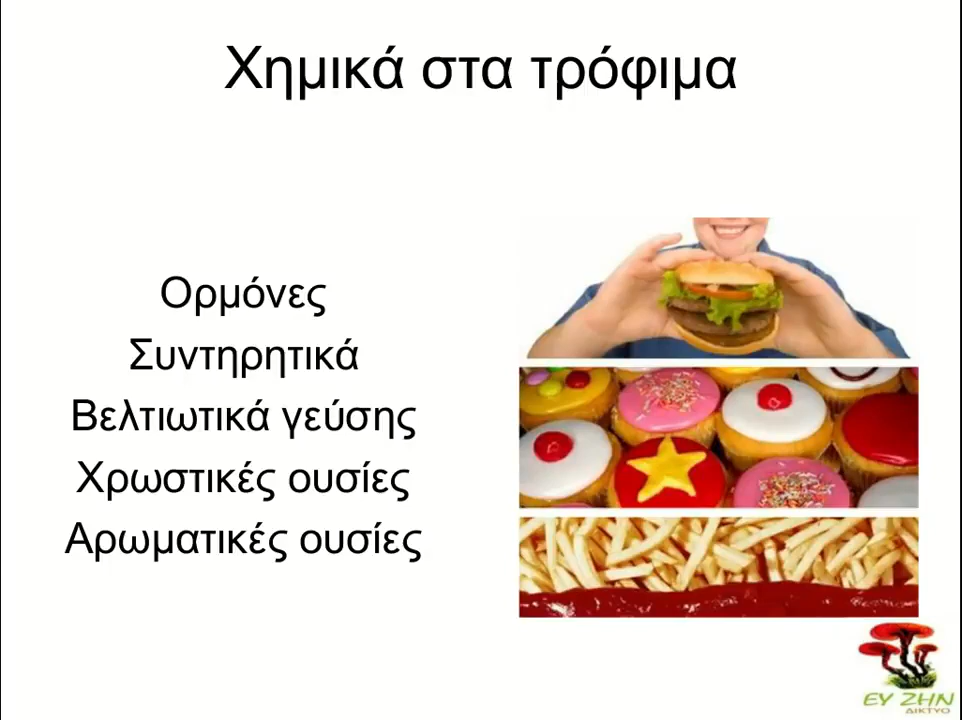 Χημικά στα τρόφιμα
Ορμόνες
Συντηρητικά
Βελτιωτικά γεύσης
Χρωστικές ουσίες
Αρωματικές ουσίες
ΕΥ ΖΗΝ
ΔΙΚΤΥΟ